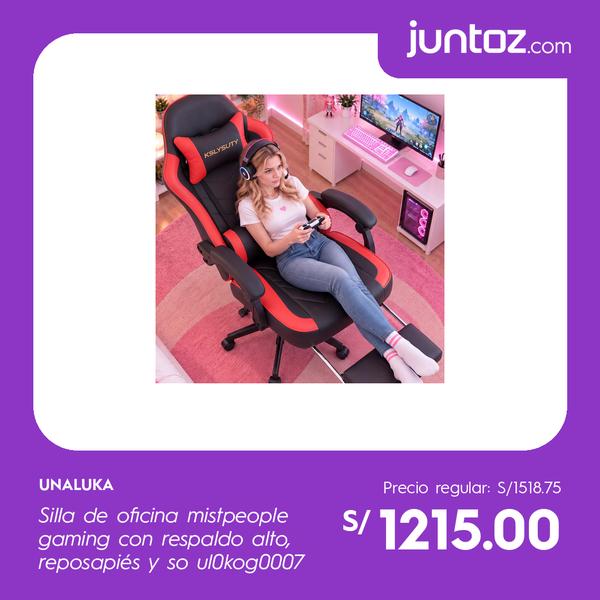 juntoz.com
KSLYSUTY
UNALUKA
Silla de oficina mistpeople
gaming con respaldo alto,
reposapiés y so ul0kog0007
Precio regular: S/1518.75
S/ 1215.00